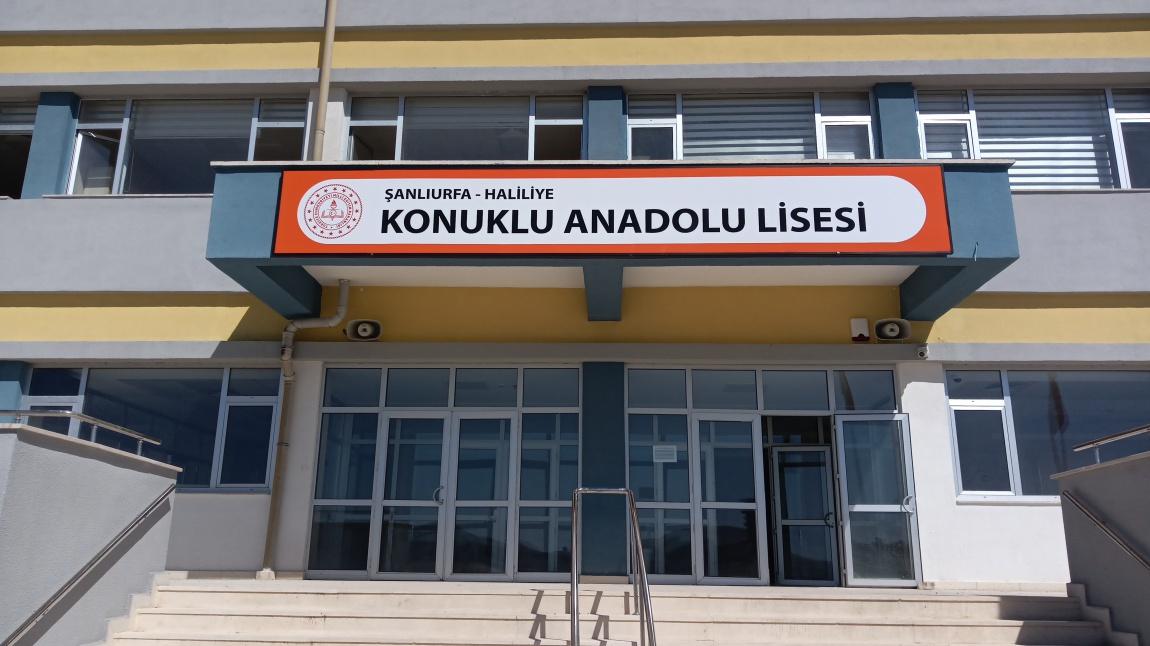 ŞANLIURFA - HALİLİYE
KONUKLU ANADOLU LİSESİ